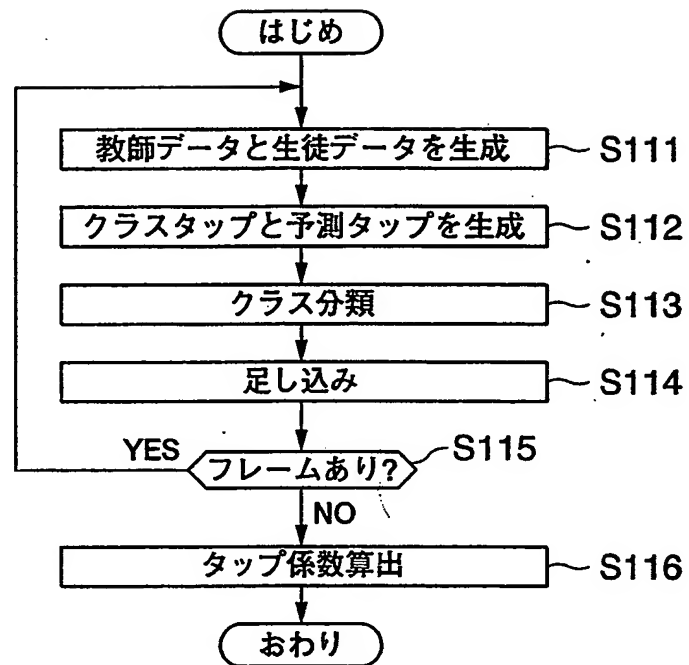 はじめ
教師データと生徒データを生成 S111
クラスタップと予測タップを生成 S112
クラス分類 S113
足し込み S114
YES フレームあり? S115
NO
タップ係数算出 S116
おわり